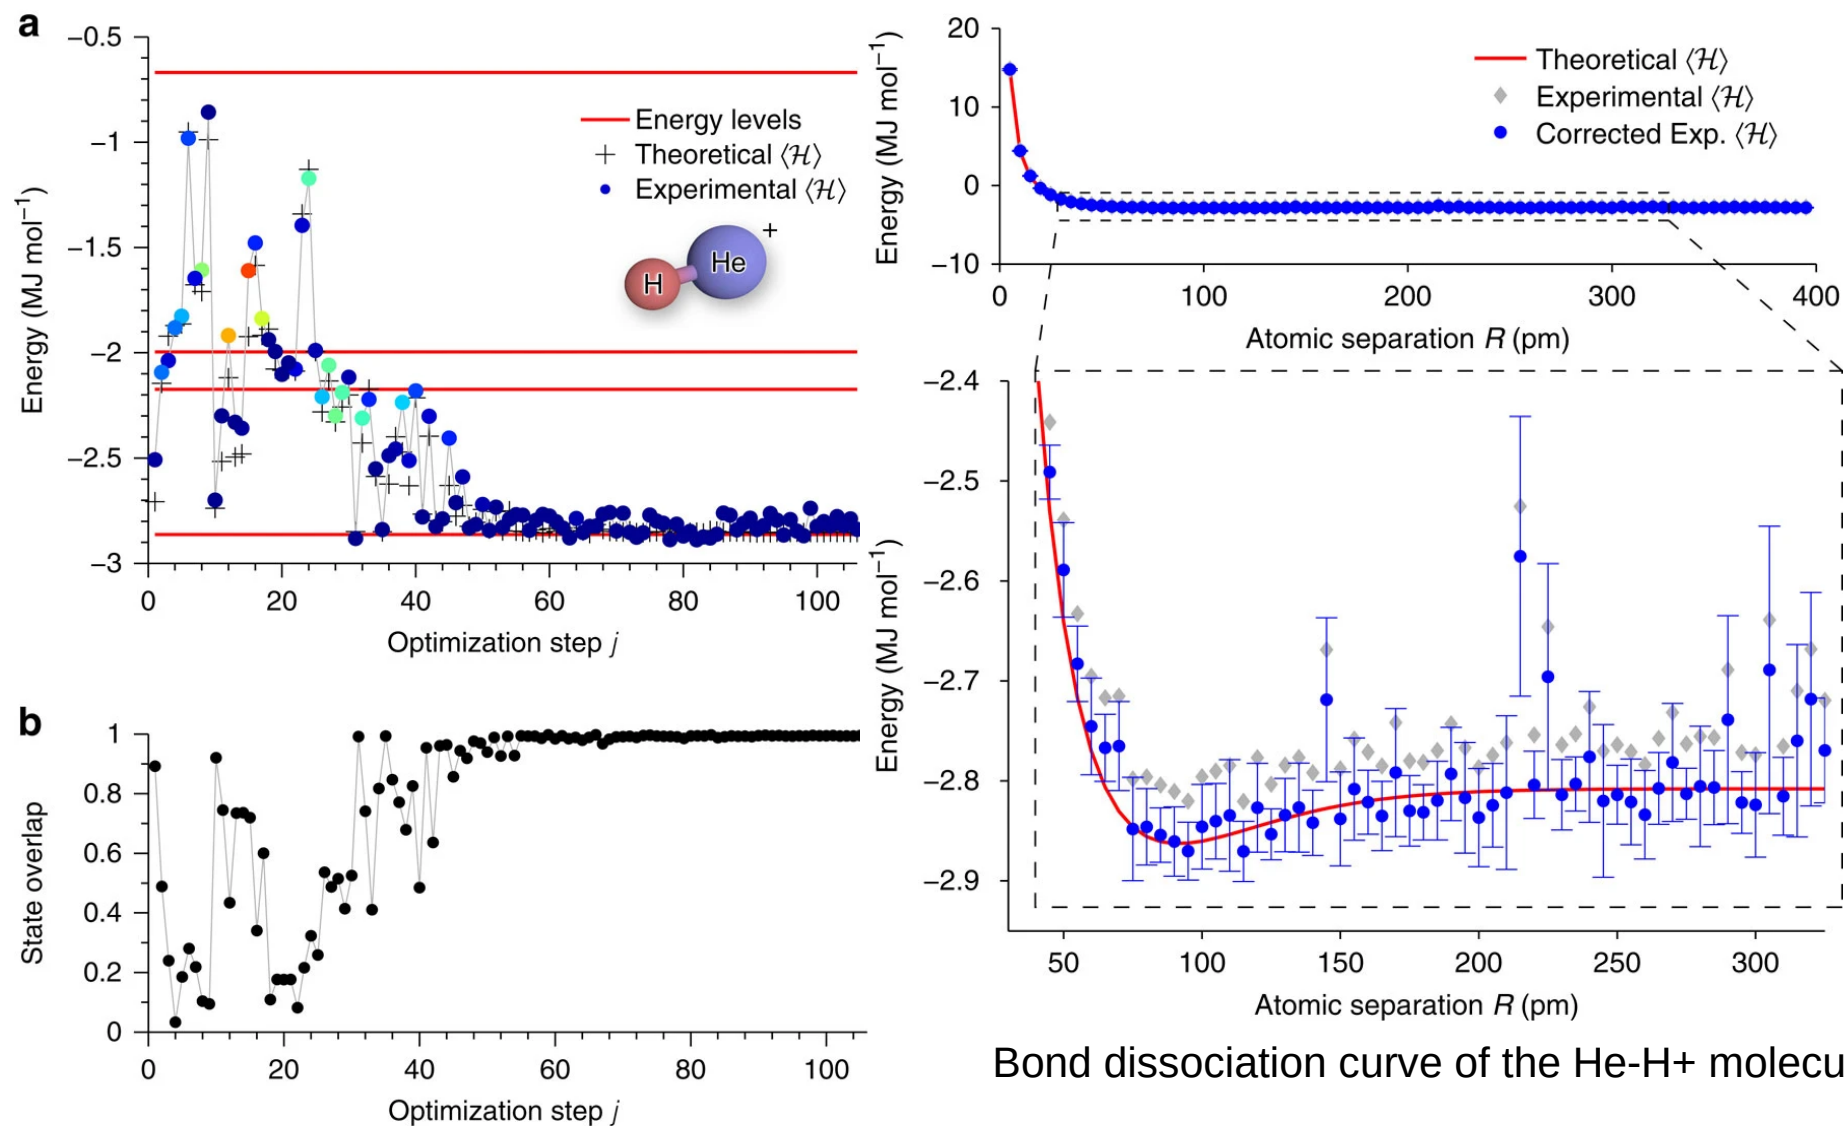 a
−0.5
−1
−1.5
−2
−2.5
−3
Energy (MJ mol⁻¹)
Energy levels
Theoretical ⟨ℋ⟩
Experimental ⟨ℋ⟩
H
He
+
0
20
40
60
80
100
Optimization step j
b
1
0.8
0.6
0.4
0.2
0
State overlap
0
20
40
60
80
100
Optimization step j
20
10
0
−10
Energy (MJ mol⁻¹)
Theoretical ⟨ℋ⟩
Experimental ⟨ℋ⟩
Corrected Exp. ⟨ℋ⟩
0
100
200
300
400
Atomic separation R (pm)
−2.4
−2.5
−2.6
−2.7
−2.8
−2.9
Energy (MJ mol⁻¹)
50
100
150
200
250
300
Atomic separation R (pm)
Bond dissociation curve of the He-H+ molecu